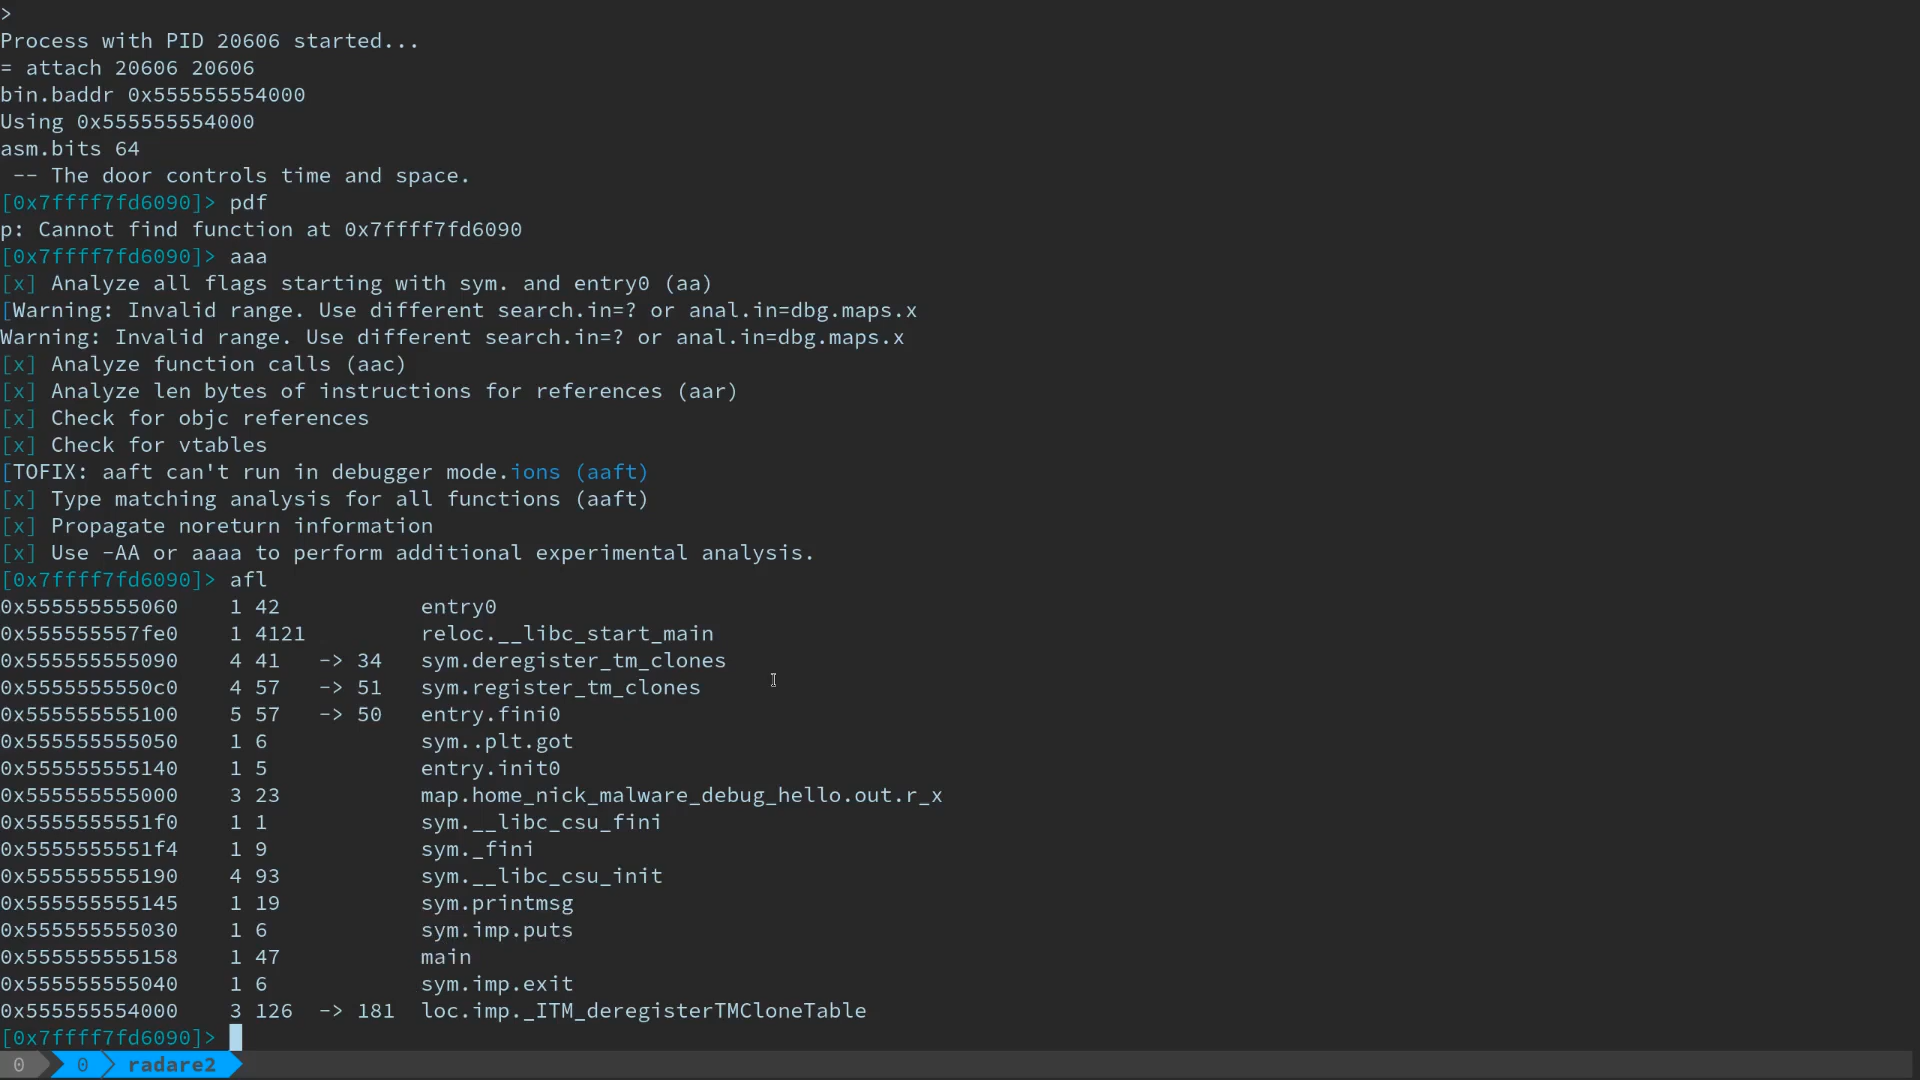 >
Process with PID 20606 started...
= attach 20606 20606
bin.baddr 0x555555554000
Using 0x555555554000
asm.bits 64
 -- The door controls time and space.
[0x7ffff7fd6090]> pdf
p: Cannot find function at 0x7ffff7fd6090
[0x7ffff7fd6090]> aaa
[x] Analyze all flags starting with sym. and entry0 (aa)
[Warning: Invalid range. Use different search.in=? or anal.in=dbg.maps.x
Warning: Invalid range. Use different search.in=? or anal.in=dbg.maps.x
[x] Analyze function calls (aac)
[x] Analyze len bytes of instructions for references (aar)
[x] Check for objc references
[x] Check for vtables
[TOFIX: aaft can't run in debugger mode.ions (aaft)
[x] Type matching analysis for all functions (aaft)
[x] Propagate noreturn information
[x] Use -AA or aaaa to perform additional experimental analysis.
[0x7ffff7fd6090]> afl
0x555555555060    1 42           entry0
0x555555557fe0    1 4121         reloc.__libc_start_main
0x555555555090    4 41   -> 34   sym.deregister_tm_clones
0x5555555550c0    4 57   -> 51   sym.register_tm_clones
0x555555555100    5 57   -> 50   entry.fini0
0x555555555050    1 6            sym..plt.got
0x555555555140    1 5            entry.init0
0x555555555000    3 23           map.home_nick_malware_debug_hello.out.r_x
0x5555555551f0    1 1            sym.__libc_csu_fini
0x5555555551f4    1 9            sym._fini
0x555555555190    4 93           sym.__libc_csu_init
0x555555555145    1 19           sym.printmsg
0x555555555030    1 6            sym.imp.puts
0x555555555158    1 47           main
0x555555555040    1 6            sym.imp.exit
0x555555554000    3 126  -> 181  loc.imp._ITM_deregisterTMCloneTable
[0x7ffff7fd6090]>
0 0 radare2